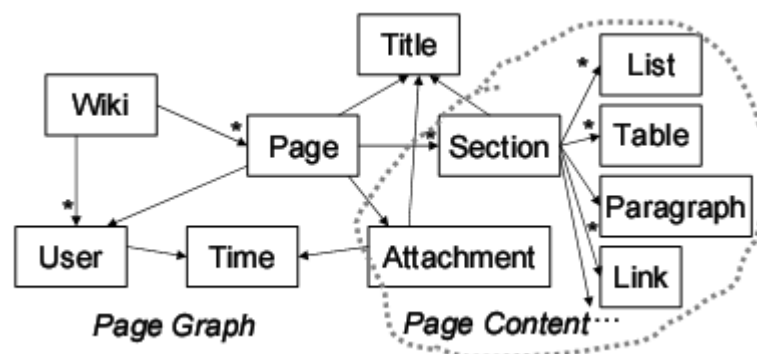 Title
List
Wiki
*
*
Page
*
Section
*
Table
Paragraph
*
*
User
Time
Attachment
Link
Page Graph
Page Content ...